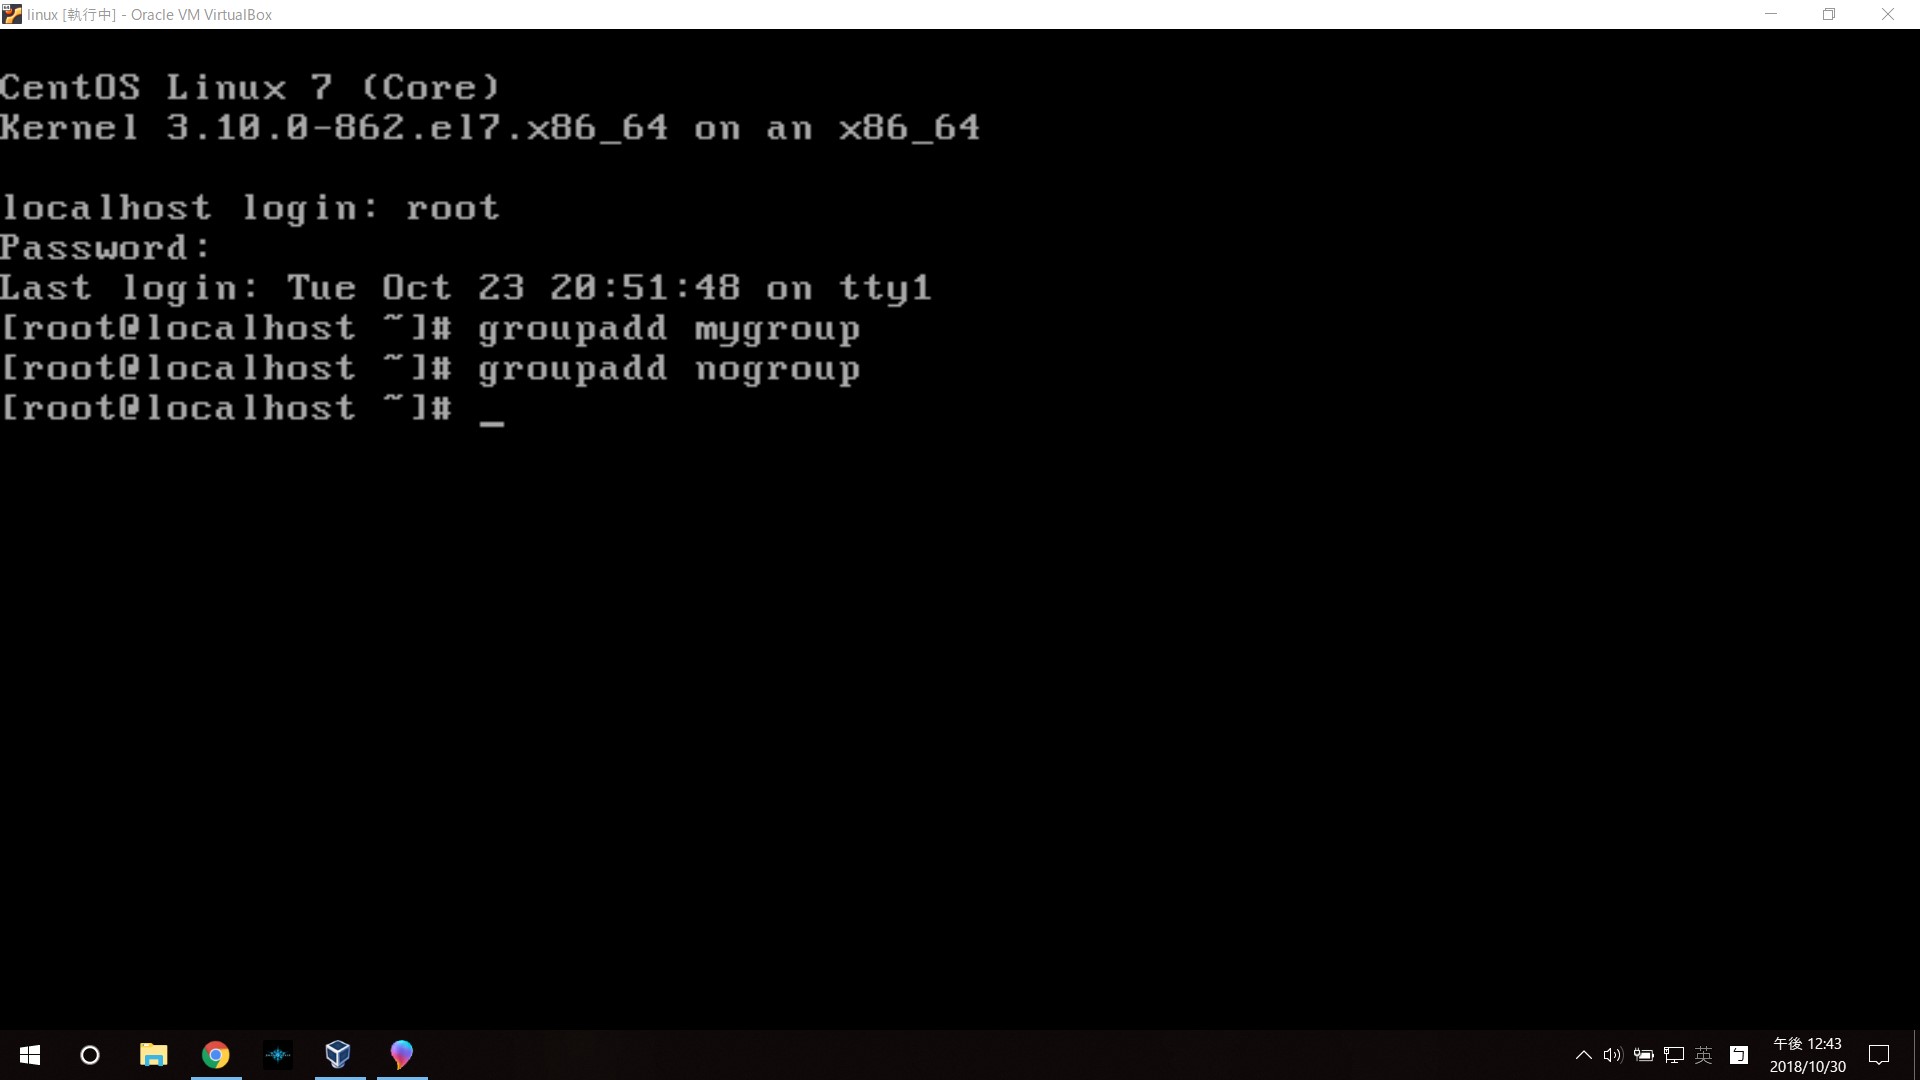 linux [執行中] - Oracle VM VirtualBox
CentOS Linux 7 (Core)
Kernel 3.10.0-862.el7.x86_64 on an x86_64
localhost login: root
Password:
Last login: Tue Oct 23 20:51:48 on tty1
[root@localhost ~]# groupadd mygroup
[root@localhost ~]# groupadd nogroup
[root@localhost ~]# _
英
午後 12:43
2018/10/30